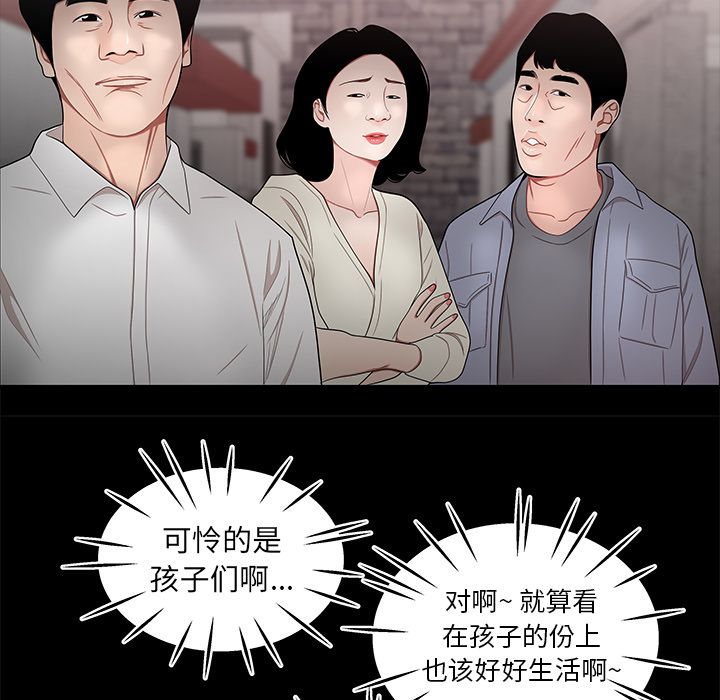 可怜的是
孩子们啊...
对啊~ 就算看
在孩子的份上
也该好好生活啊~